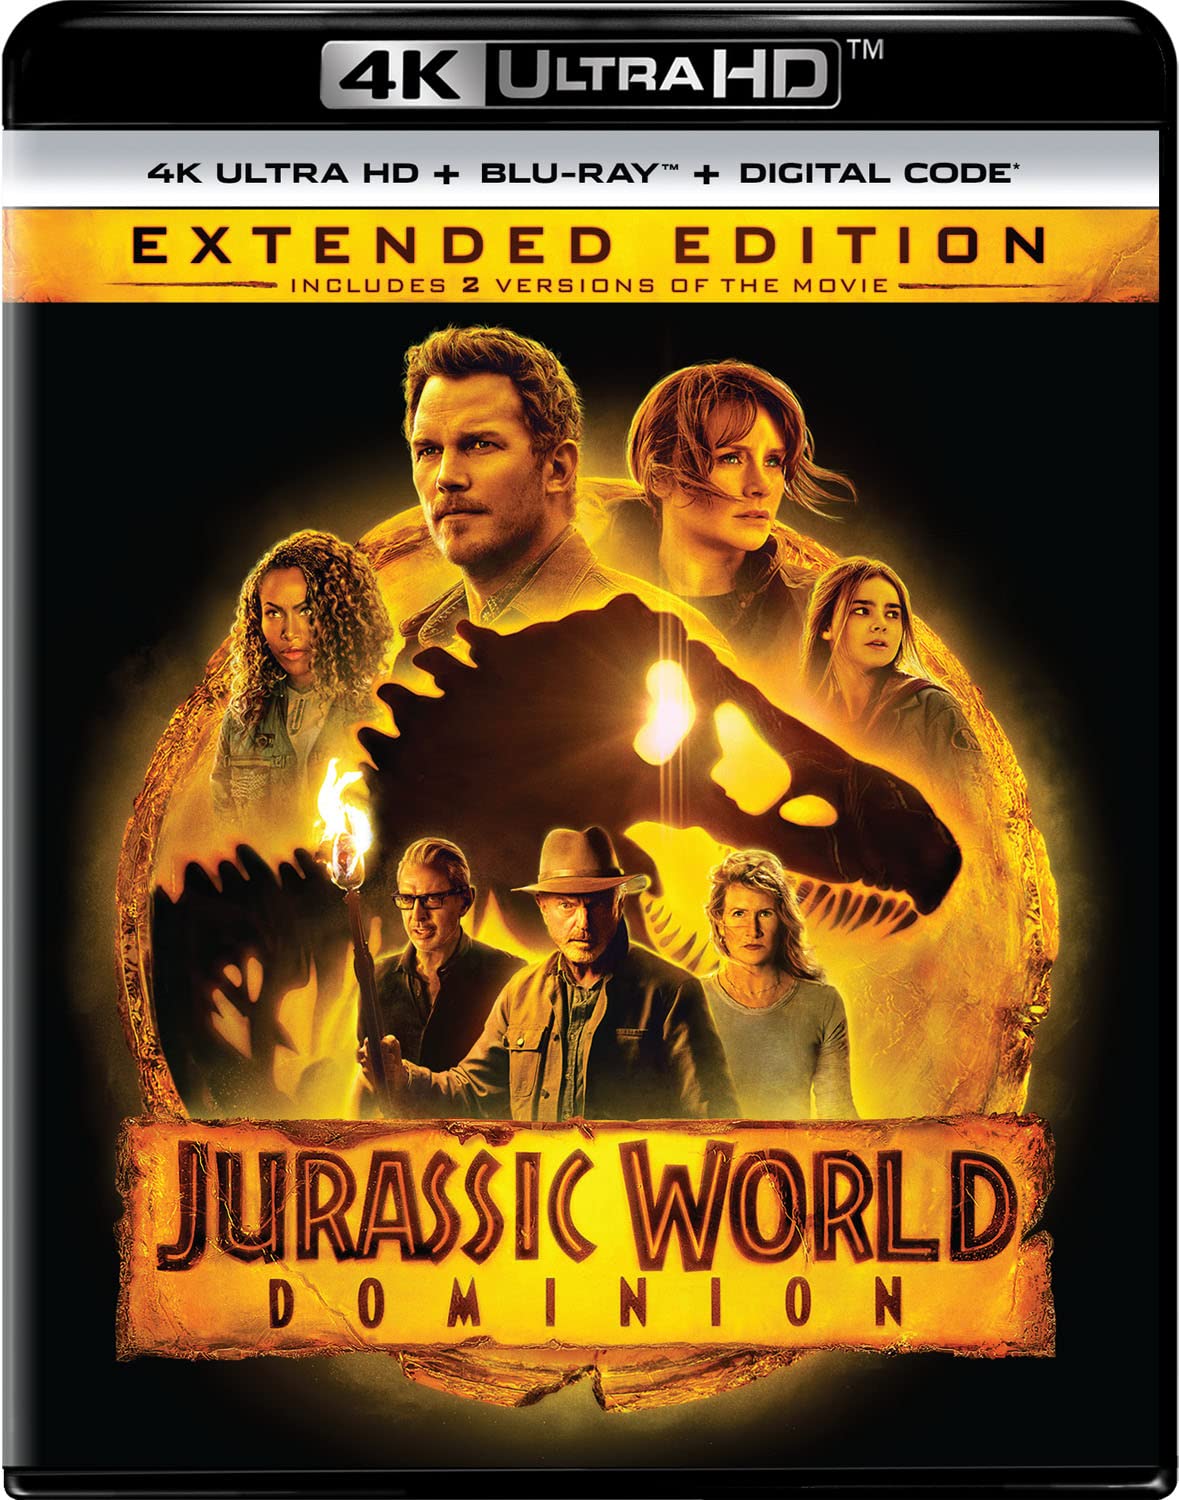 4K ULTRA HD™
4K ULTRA HD + BLU-RAY™ + DIGITAL CODE*
EXTENDED EDITION
INCLUDES 2 VERSIONS OF THE MOVIE
JURASSIC WORLD
DOMINION